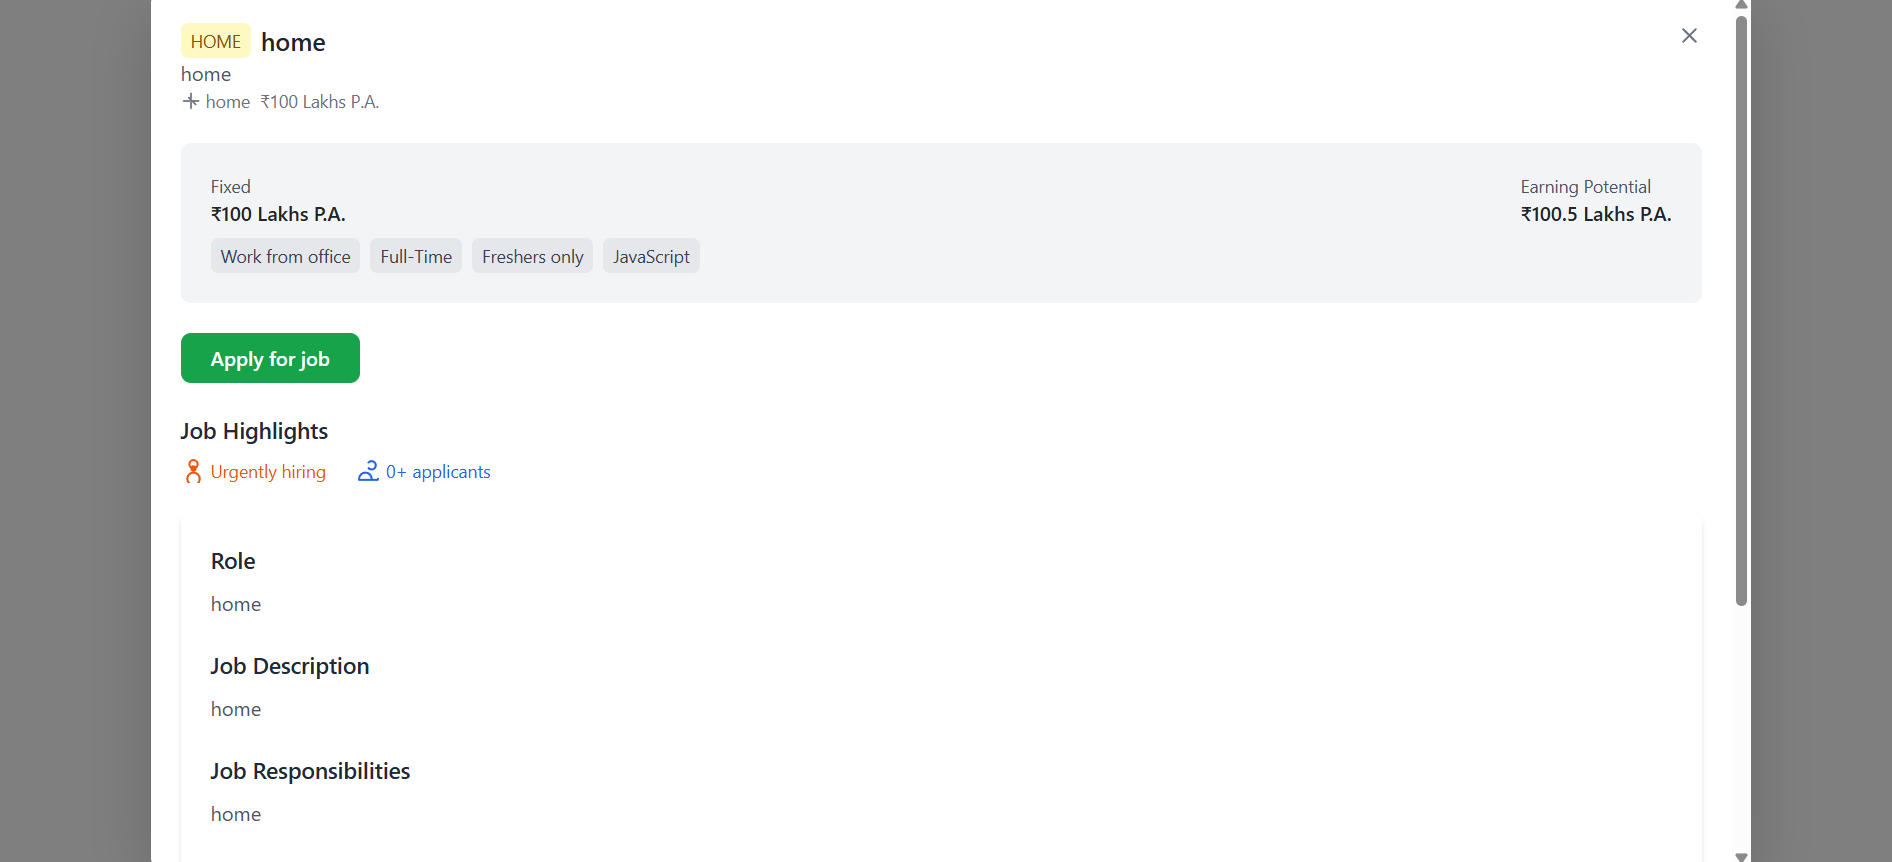 HOME home
home
home ₹100 Lakhs P.A.
Fixed
₹100 Lakhs P.A.
Earning Potential
₹100.5 Lakhs P.A.
Work from office Full-Time Freshers only JavaScript
Apply for job
Job Highlights
Urgently hiring 0+ applicants
Role
home
Job Description
home
Job Responsibilities
home